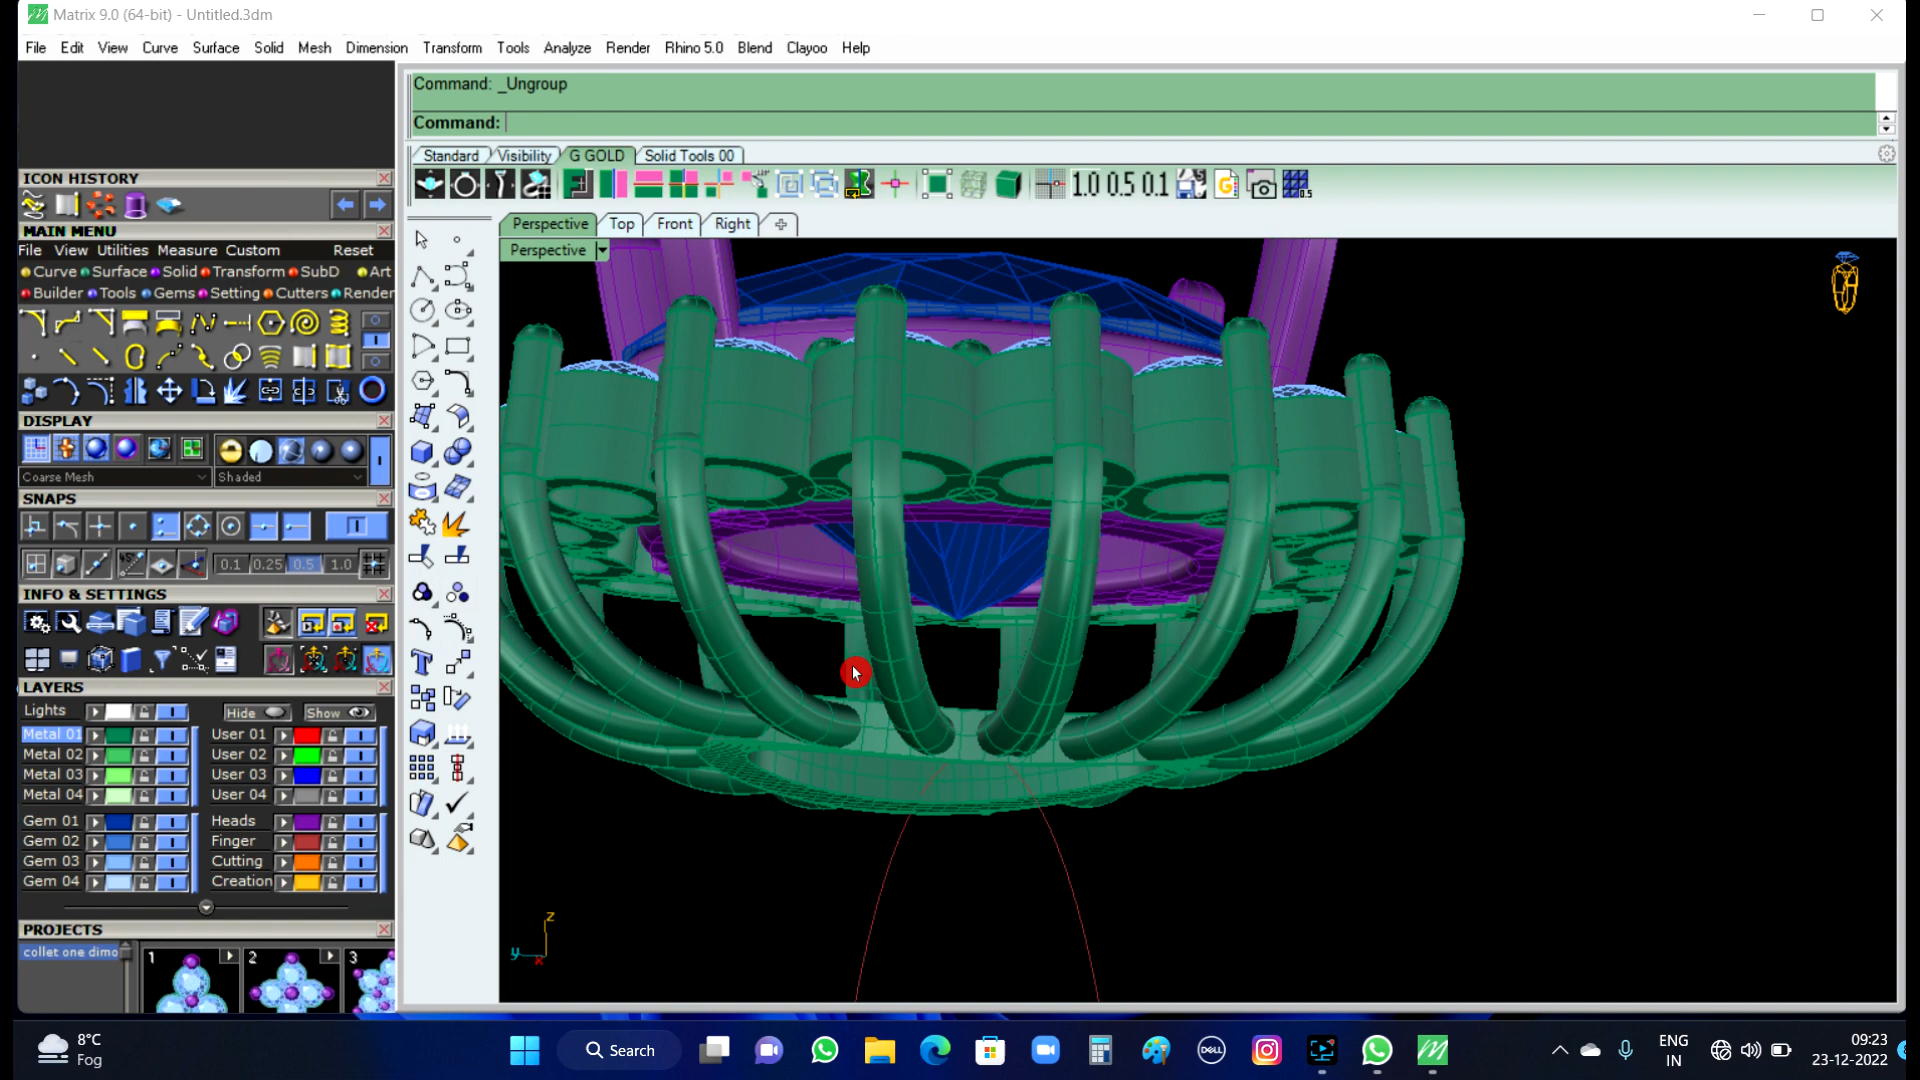 Matrix 9.0 (64-bit) - Untitled.3dm
File Edit View Curve Surface Solid Mesh Dimension Transform Tools Analyze Render Rhino 5.0 Blend Clayoo Help
Command: _Ungroup
Command:
Standard Visibility G GOLD Solid Tools 00
1.0 0.5 0.1
Perspective Top Front Right
Perspective
ICON HISTORY
MAIN MENU
File View Utilities Measure Custom Reset
Curve Surface Solid Transform SubD Art
Builder Tools Gems Setting Cutters Render
DISPLAY
Coarse Mesh Shaded
SNAPS
0.1 0.25 0.5 1.0
INFO & SETTINGS
LAYERS
Lights Hide Show
Metal 01 User 01
Metal 02 User 02
Metal 03 User 03
Metal 04 User 04
Gem 01 Heads
Gem 02 Finger
Gem 03 Cutting
Gem 04 Creation
PROJECTS
collet one dimo
1 2 3
z
y
x
8°C
Fog
Search
DELL
ENG
IN
09:23
23-12-2022